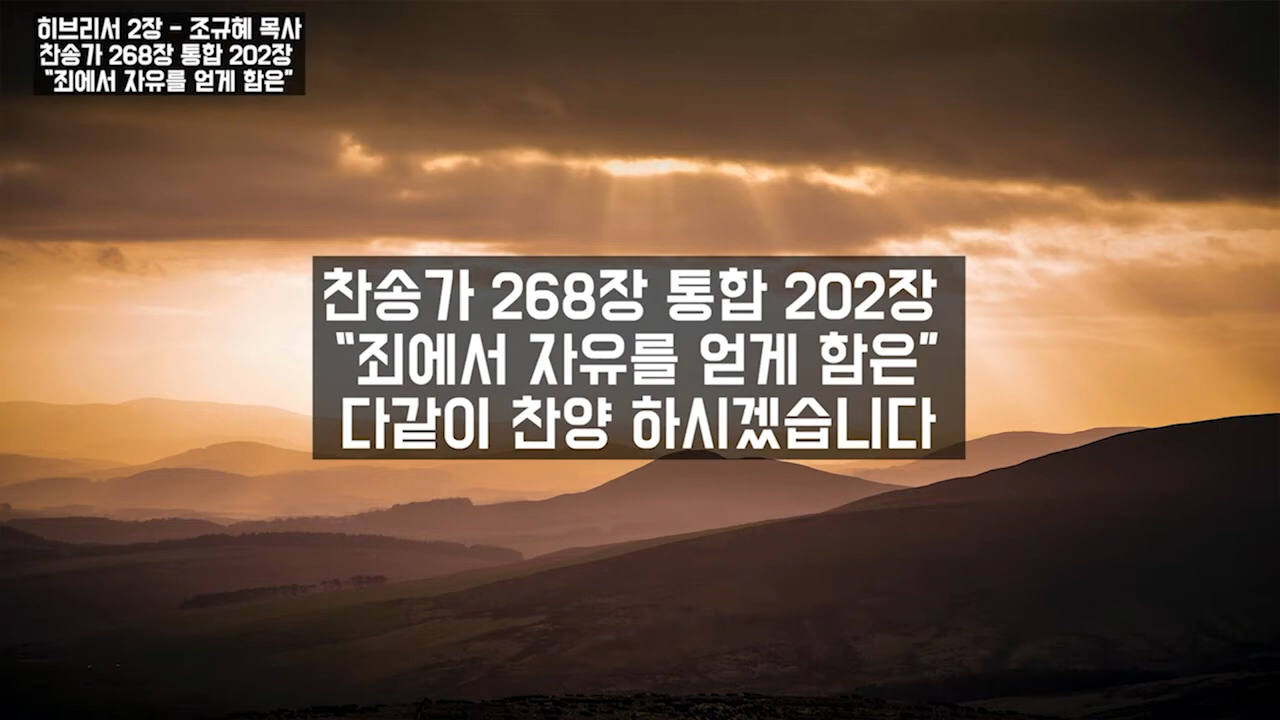 히브리서 2장 - 조규혜 목사
찬송가 268장 통합 202장
"죄에서 자유를 얻게 함은"
찬송가 268장 통합 202장
"죄에서 자유를 얻게 함은"
다같이 찬양 하시겠습니다